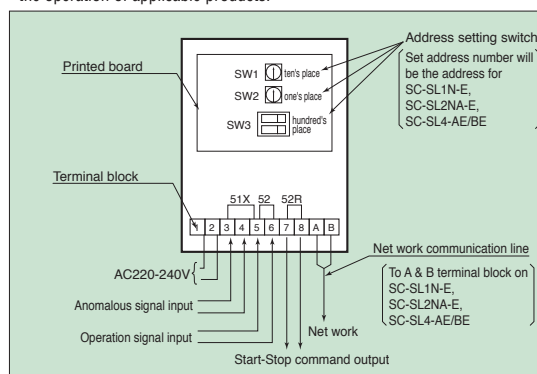 the operation of applicable products.
Address setting switch
Set address number will
be the address for
SC-SL1N-E,
SC-SL2NA-E,
SC-SL4-AE/BE
Printed board
SW1 ten's place
SW2 one's place
SW3 hundred's
place
Terminal block
51X 52 52R
1 2 3 4 5 6 7 8 A B
Net work communication line
To A & B terminal block on
SC-SL1N-E,
SC-SL2NA-E,
SC-SL4-AE/BE
AC220-240V
Anomalous signal input
Operation signal input
Net work
Start-Stop command output